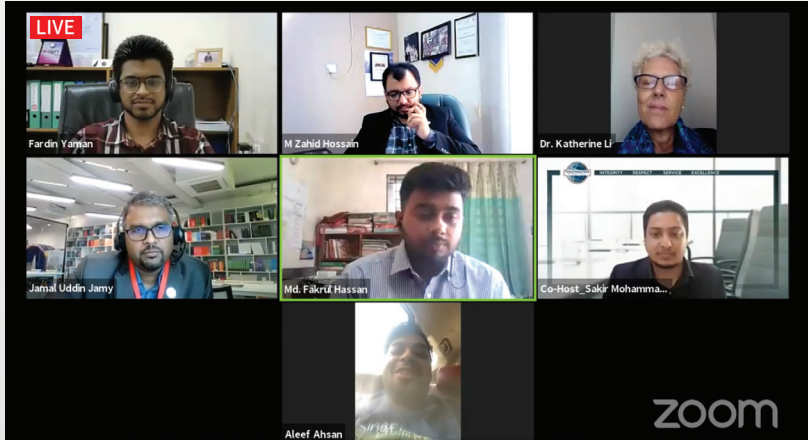 LIVE
Fardin Yaman
M Zahid Hossain
Dr. Katherine Li
INTEGRITY RESPECT SERVICE EXCELLENCE
Jamal Uddin Jamy
Md. Fakrul Hassan
Co-Host_Sakir Mohamma...
Aleef Ahsan
zoom